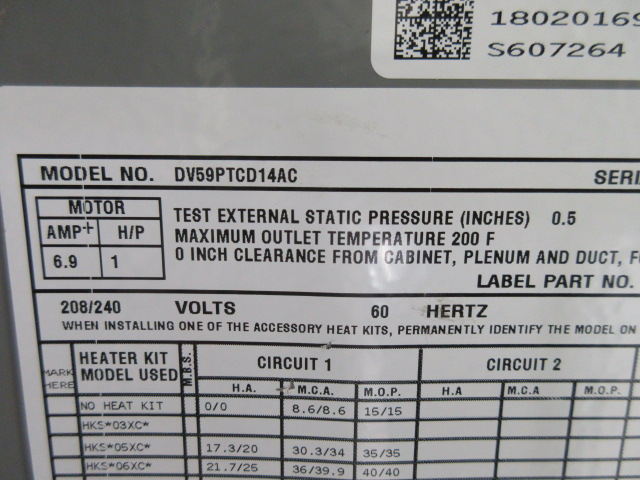 18020169
S607264
MODEL NO. DV59PTCD14AC SERI
MOTOR
AMP+ H/P
6.9 1
TEST EXTERNAL STATIC PRESSURE (INCHES) 0.5
MAXIMUM OUTLET TEMPERATURE 200 F
0 INCH CLEARANCE FROM CABINET, PLENUM AND DUCT, F
LABEL PART NO.
208/240 VOLTS 60 HERTZ
WHEN INSTALLING ONE OF THE ACCESSORY HEAT KITS, PERMANENTLY IDENTIFY THE MODEL ON
MARK HERE HEATER KIT MODEL USED M.B.S. CIRCUIT 1 CIRCUIT 2
H.A. M.C.A. M.O.P. H.A M.C.A M.O.P.
NO HEAT KIT 0/0 8.6/8.6 15/15
HKS*03XC*
HKS*05XC* 17.3/20 30.3/34 35/35
HKS*06XC* 21.7/25 36/39.9 40/40